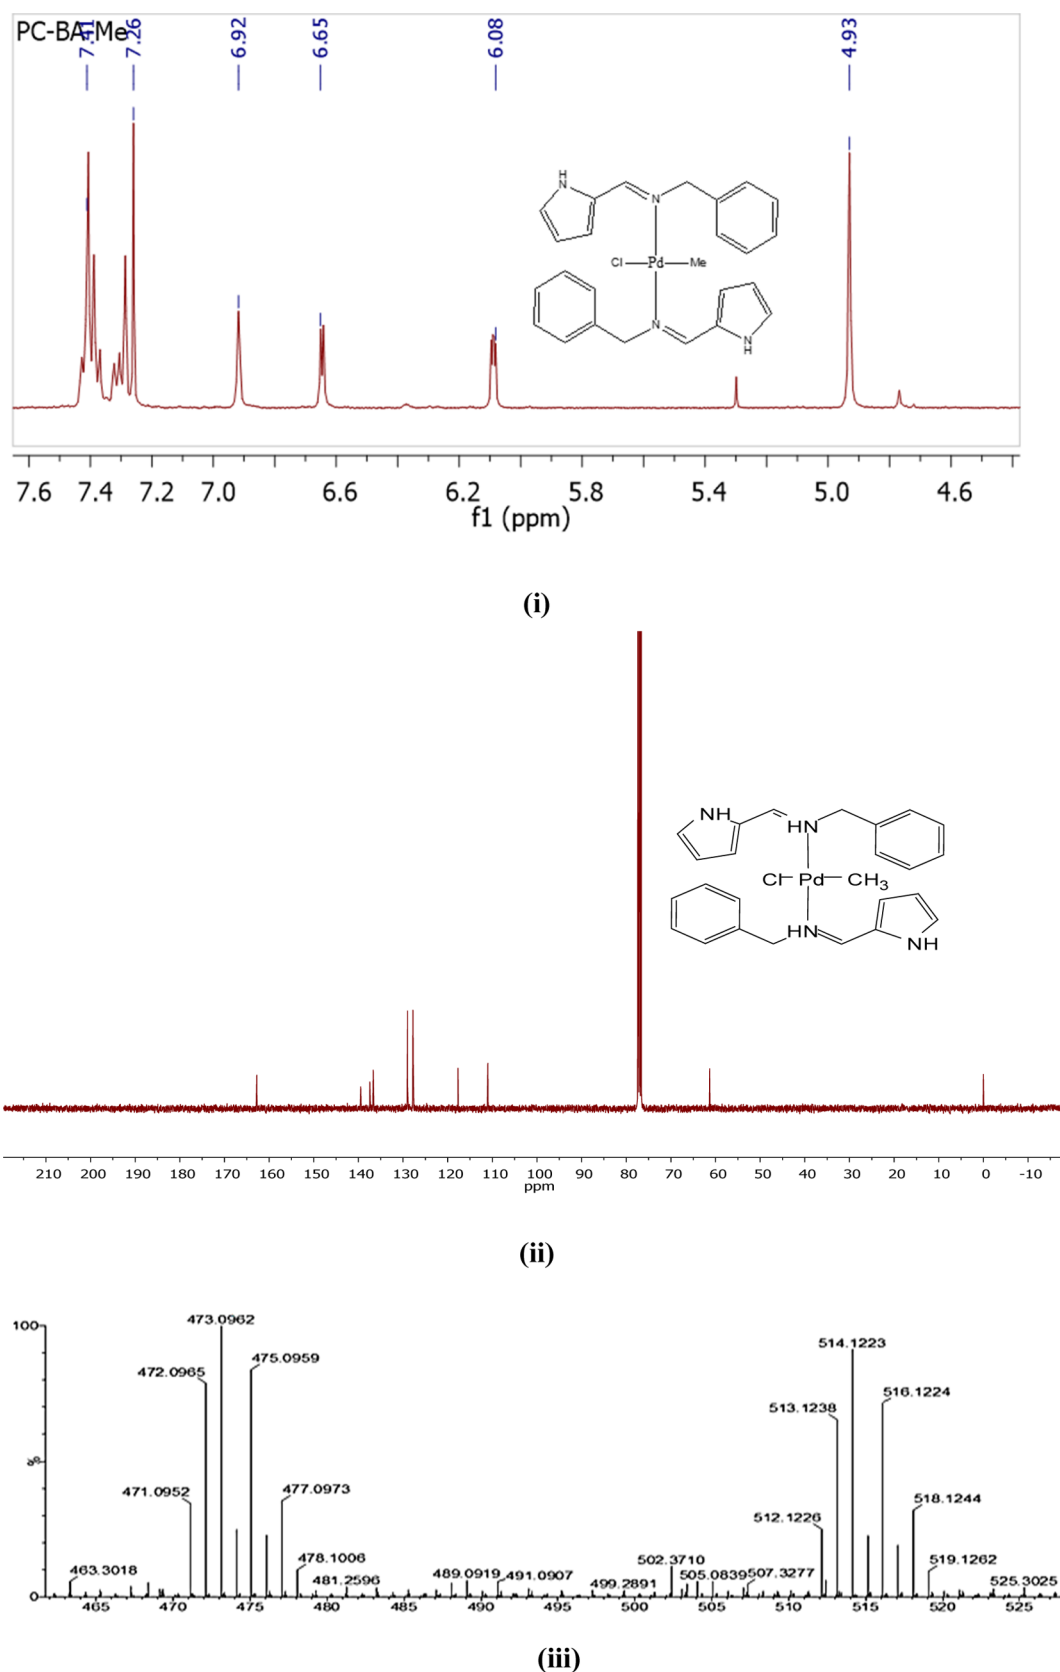 PC-BA-Me
7.41
7.26
6.92
6.65
6.08
4.93
H
N
N
Cl Pd Me
N
N
H
7.6 7.4 7.2 7.0 6.6 6.2 5.8 5.4 5.0 4.6
f1 (ppm)
(i)
NH
HN
Cl Pd CH3
HN
NH
210 200 190 180 170 160 150 140 130 120 110 100 90 80 70 60 50 40 30 20 10 0 -10
ppm
(ii)
100
473.0962
514.1223
475.0959
472.0965
516.1224
513.1238
%
471.0952
477.0973
518.1244
512.1226
478.1006
502.3710
519.1262
463.3018
481.2596
489.0919
491.0907
499.2891
505.0839
507.3277
525.3025
0
465 470 475 480 485 490 495 500 505 510 515 520 525
(iii)